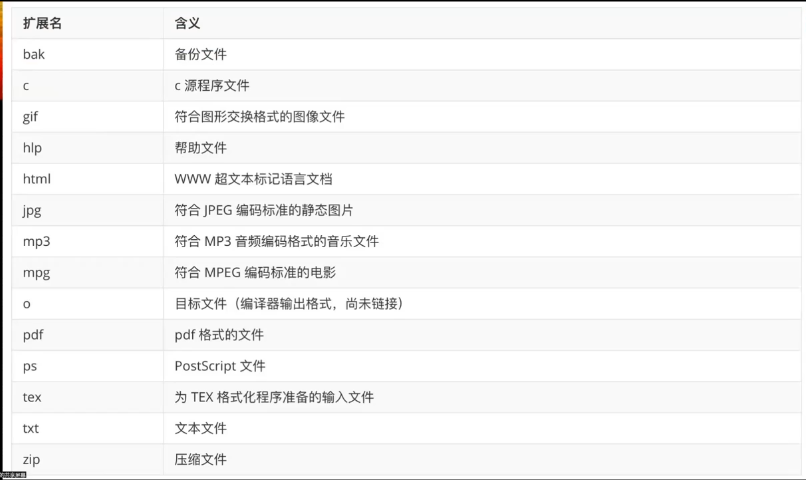 扩展名 含义
bak 备份文件
c c 源程序文件
gif 符合图形交换格式的图像文件
hlp 帮助文件
html WWW 超文本标记语言文档
jpg 符合 JPEG 编码标准的静态图片
mp3 符合 MP3 音频编码格式的音乐文件
mpg 符合 MPEG 编码标准的电影
o 目标文件（编译器输出格式，尚未链接）
pdf pdf 格式的文件
ps PostScript 文件
tex 为 TEX 格式化程序准备的输入文件
txt 文本文件
zip 压缩文件